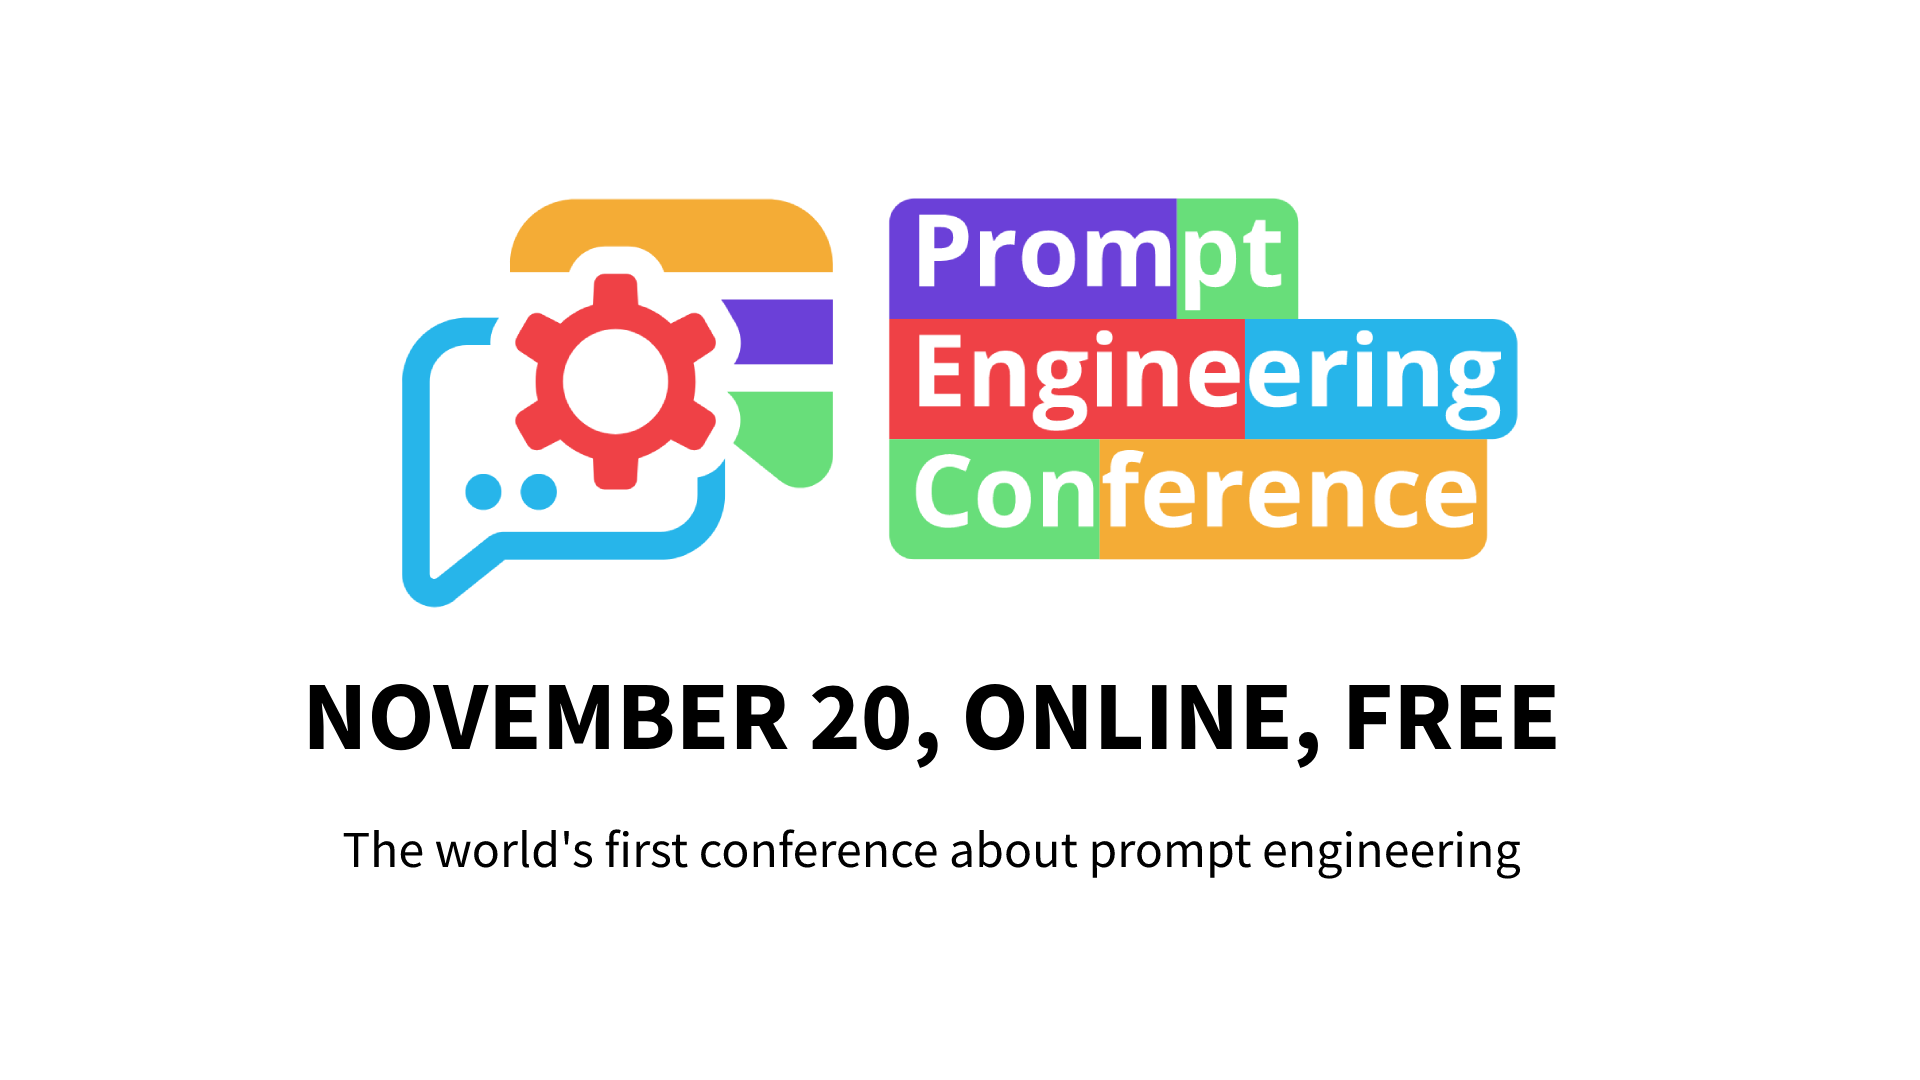 Prompt
Engineering
Conference
NOVEMBER 20, ONLINE, FREE
The world's first conference about prompt engineering